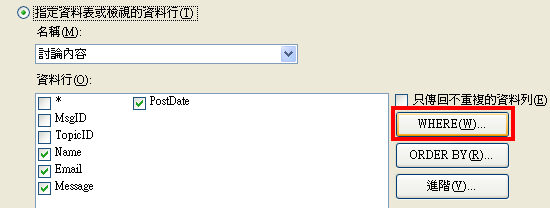 指定資料表或檢視的資料行(T)
名稱(M):
討論內容
資料行(O):
* PostDate
MsgID
TopicID
Name
Email
Message
只傳回不重複的資料列(E)
WHERE(W)...
ORDER BY(R)...
進階(V)...